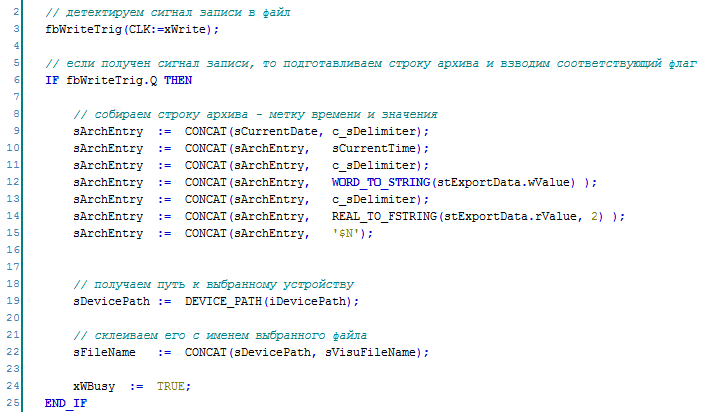 2 // детектируем сигнал записи в файл
3 fbWriteTrig(CLK:=xWrite);
4
5 // если получен сигнал записи, то подготавливаем строку архива и взводим соответствующий флаг
6 IF fbWriteTrig.Q THEN
7
8 // собираем строку архива - метку времени и значения
9 sArchEntry := CONCAT(sCurrentDate, c_sDelimiter);
10 sArchEntry := CONCAT(sArchEntry, sCurrentTime);
11 sArchEntry := CONCAT(sArchEntry, c_sDelimiter);
12 sArchEntry := CONCAT(sArchEntry, WORD_TO_STRING(stExportData.wValue) );
13 sArchEntry := CONCAT(sArchEntry, c_sDelimiter);
14 sArchEntry := CONCAT(sArchEntry, REAL_TO_FSTRING(stExportData.rValue, 2) );
15 sArchEntry := CONCAT(sArchEntry, '$N');
16
17
18 // получаем путь к выбранному устройству
19 sDevicePath := DEVICE_PATH(iDevicePath);
20
21 // склеиваем его с именем выбранного файла
22 sFileName := CONCAT(sDevicePath, sVisuFileName);
23
24 xWBusy := TRUE;
25 END_IF